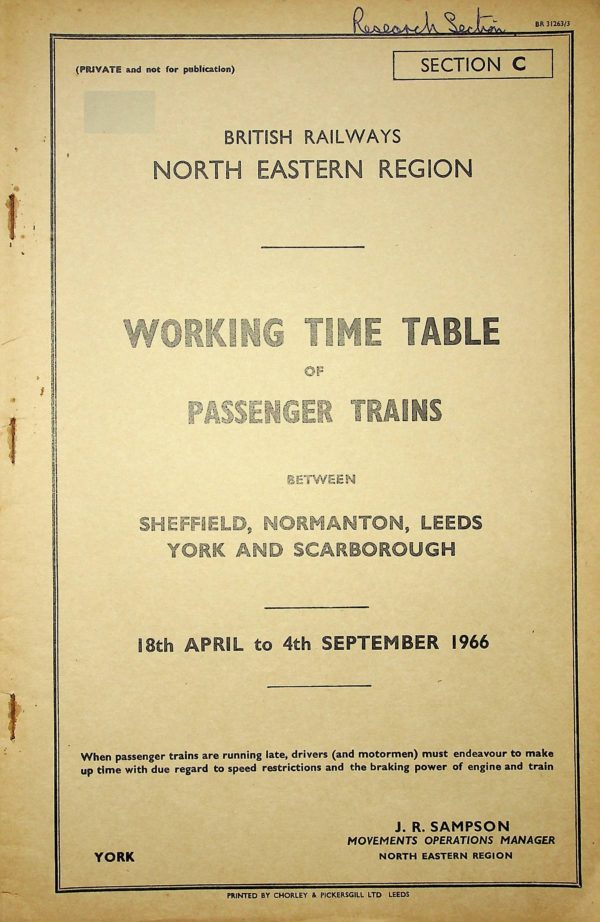 Research Section.
BR 31263/3
(PRIVATE and not for publication)
SECTION C
BRITISH RAILWAYS
NORTH EASTERN REGION
WORKING TIME TABLE
OF
PASSENGER TRAINS
BETWEEN
SHEFFIELD, NORMANTON, LEEDS
YORK AND SCARBOROUGH
18th APRIL to 4th SEPTEMBER 1966
When passenger trains are running late, drivers (and motormen) must endeavour to make
up time with due regard to speed restrictions and the braking power of engine and train
J. R. SAMPSON
MOVEMENTS OPERATIONS MANAGER
YORK
NORTH EASTERN REGION
PRINTED BY CHORLEY & PICKERSGILL LTD LEEDS